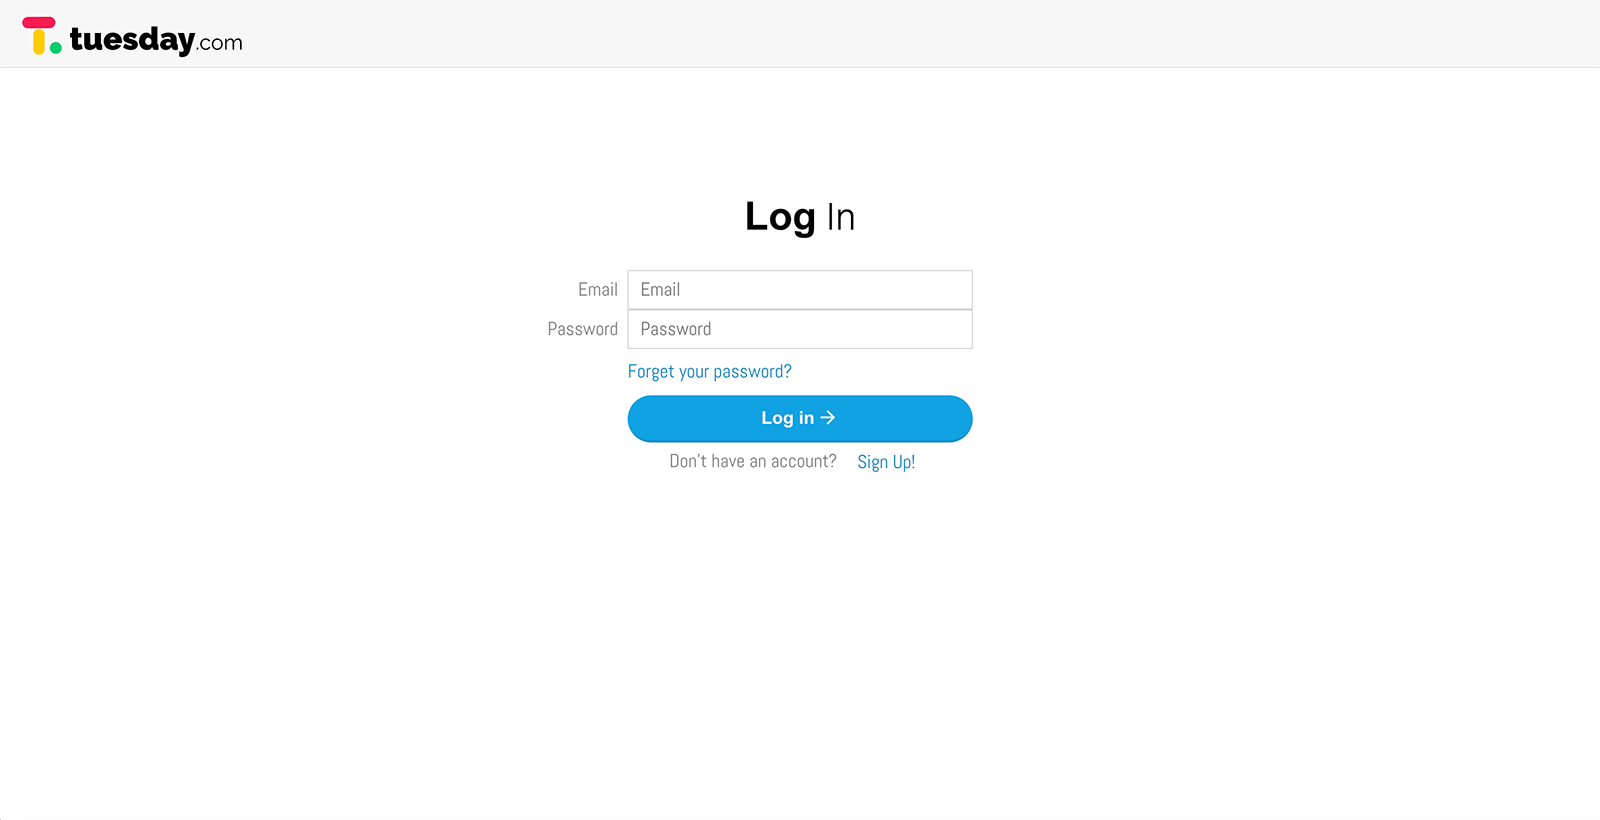 tuesday.com
Log In
Email Email
Password Password
Forget your password?
Log in →
Don't have an account? Sign Up!